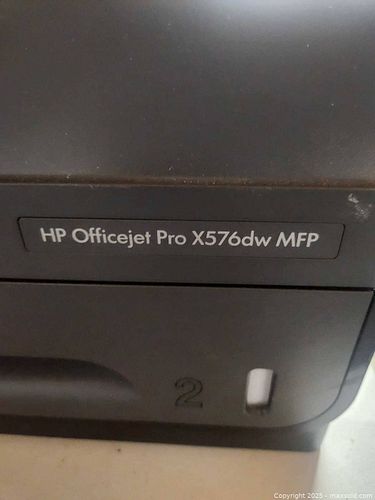 HP Officejet Pro X576dw MFP
2
Copyright 2025 - maxsold.com